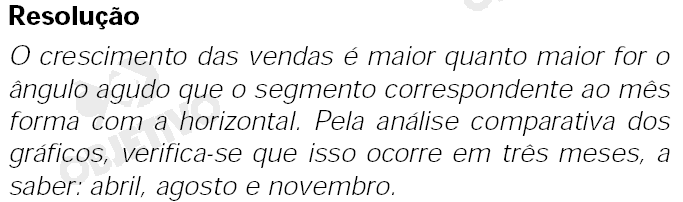 Resolução
O crescimento das vendas é maior quanto maior for o
ângulo agudo que o segmento correspondente ao mês
forma com a horizontal. Pela análise comparativa dos
gráficos, verifica-se que isso ocorre em três meses, a
saber: abril, agosto e novembro.
OBJETIVO